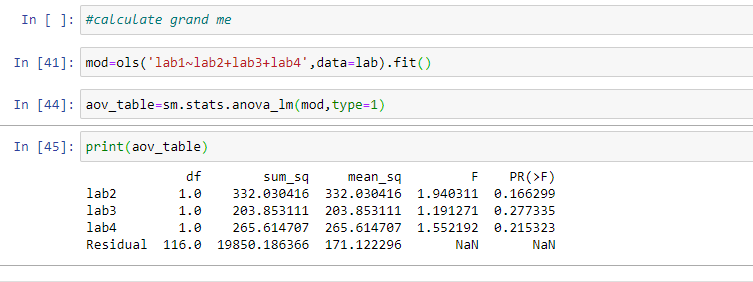 In [ ]: #calculate grand me
In [41]: mod=ols('lab1~lab2+lab3+lab4',data=lab).fit()
In [44]: aov_table=sm.stats.anova_lm(mod,type=1)
In [45]: print(aov_table)
df sum_sq mean_sq F PR(>F)
lab2 1.0 332.030416 332.030416 1.940311 0.166299
lab3 1.0 203.853111 203.853111 1.191271 0.277335
lab4 1.0 265.614707 265.614707 1.552192 0.215323
Residual 116.0 19850.186366 171.122296 NaN NaN